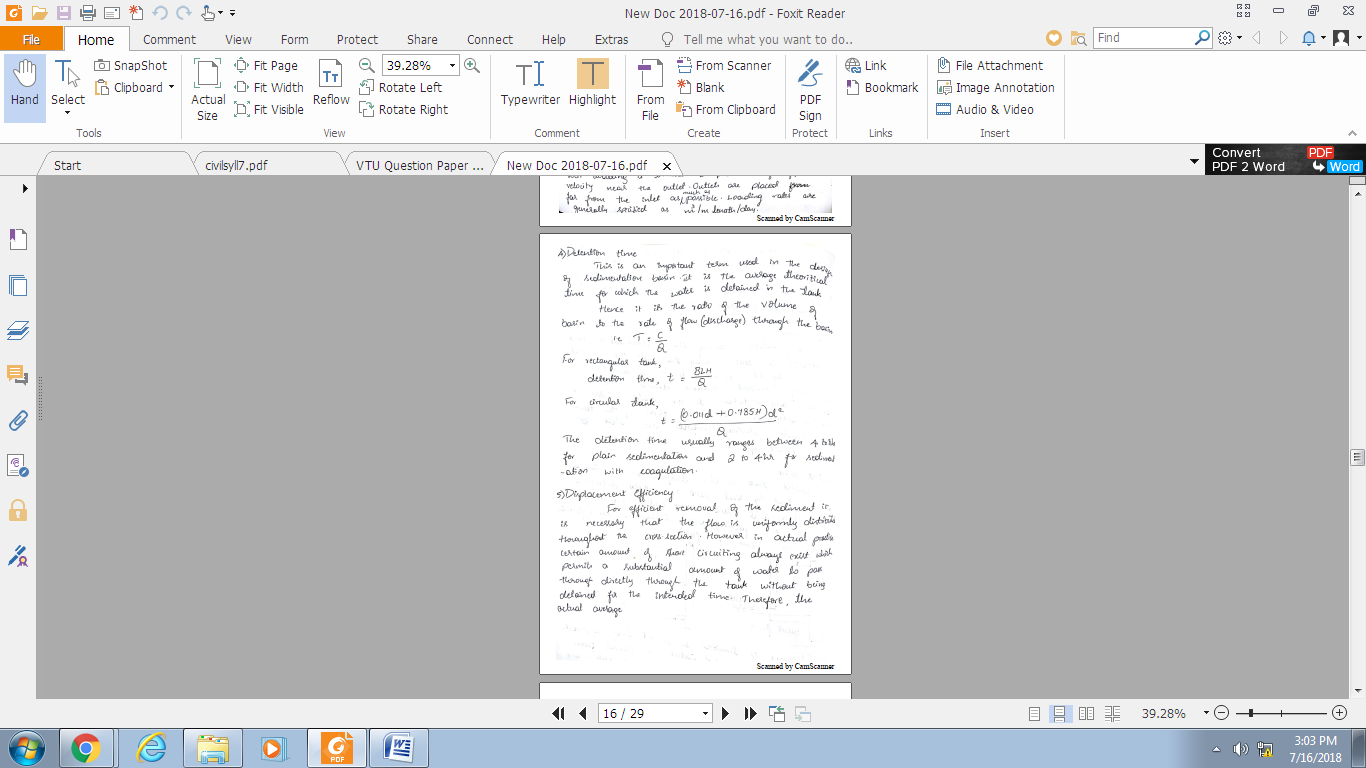 New Doc 2018-07-16.pdf - Foxit Reader
File Home Comment View Form Protect Share Connect Help Extras Tell me what you want to do.. Find
Hand
Select
SnapShot
Clipboard
Tools
Actual Size
Fit Page
Fit Width
Fit Visible
Reflow
39.28%
Rotate Left
Rotate Right
View
Typewriter
Highlight
Comment
From File
From Scanner
Blank
From Clipboard
Create
PDF Sign
Protect
Link
Bookmark
Links
File Attachment
Image Annotation
Audio & Video
Insert
Start civilsyll7.pdf VTU Question Paper ... New Doc 2018-07-16.pdf
Convert PDF
PDF 2 Word Word
velocity near the outlet. Outlets are placed from
far from the inlet as much as possible. Loading rates are
generally as m³/m length/day.
Scanned by CamScanner
4) Detention time
This is an important term used in the
of sedimentation basin. It is the average theoritical
time for which the water is detained in the tank
Hence it is the ratio of the volume of
basin to the rate of flow (discharge) through the basin
i.e T = C/Q
For rectangular tank,
detention time, t = BLH/Q
For circular tank,
t = (0.011d + 0.785H)d²/Q
The detention time usually ranges between 4
for plain sedimentation and 2 to 4hr for
-ation with coagulation.
5) Displacement Efficiency
For efficient removal of the sediment it
is necessary that the flow is uniformly
throughout the cross-section. However in actual
certain amount of short circuiting always exist which
permits a substantial amount of water to pass
through directly through the tank without being
detained for the intended time. Therefore, the
actual average
Scanned by CamScanner
16 / 29
39.28%
3:03 PM
7/16/2018